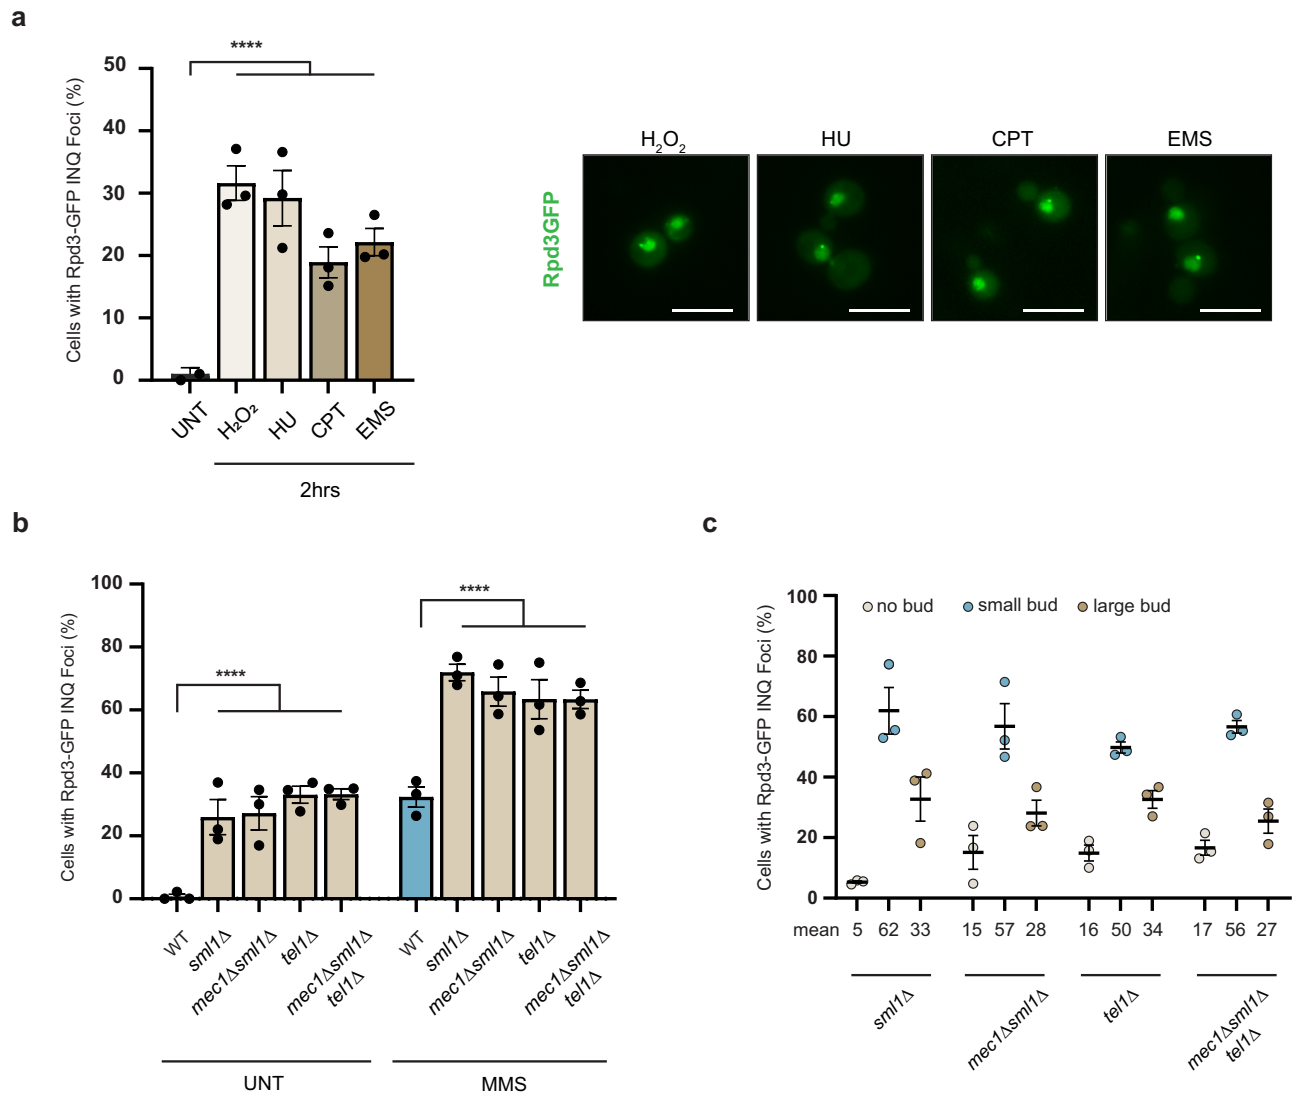 a
****
50
40
30
20
10
0
Cells with Rpd3-GFP INQ Foci (%)
UNT
H₂O₂
HU
CPT
EMS
2hrs
H₂O₂
HU
CPT
EMS
Rpd3GFP
b
****
****
100
80
60
40
20
0
Cells with Rpd3-GFP INQ Foci (%)
WT
sml1Δ
mec1Δsml1Δ
tel1Δ
mec1Δsml1Δ
tel1Δ
WT
sml1Δ
mec1Δsml1Δ
tel1Δ
mec1Δsml1Δ
tel1Δ
UNT
MMS
c
100
80
60
40
20
0
Cells with Rpd3-GFP INQ Foci (%)
no bud small bud large bud
mean 5 62 33 15 57 28 16 50 34 17 56 27
sml1Δ
mec1Δsml1Δ
tel1Δ
mec1Δsml1Δ
tel1Δ